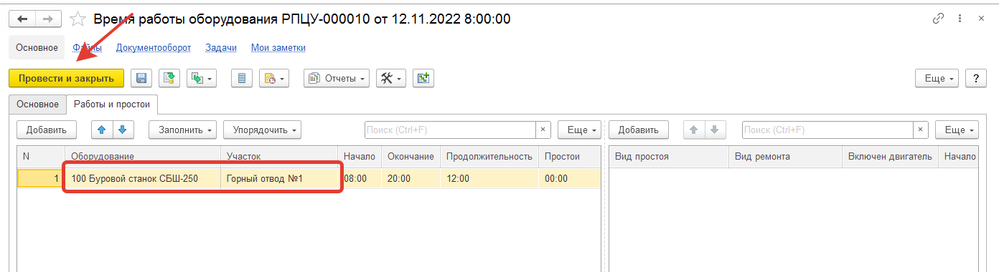 Время работы оборудования РПЦУ-000010 от 12.11.2022 8:00:00
Основное Файлы Документооборот Задачи Мои заметки
Провести и закрыть Отчеты Еще ?
Основное Работы и простои
Добавить Заполнить Упорядочить Поиск (Ctrl+F) × Еще Добавить Поиск (Ctrl+F) × Еще
N Оборудование Участок Начало Окончание Продолжительность Простои Вид простоя Вид ремонта Включен двигатель Начало
1 100 Буровой станок СБШ-250 Горный отвод №1 08:00 20:00 12:00 00:00